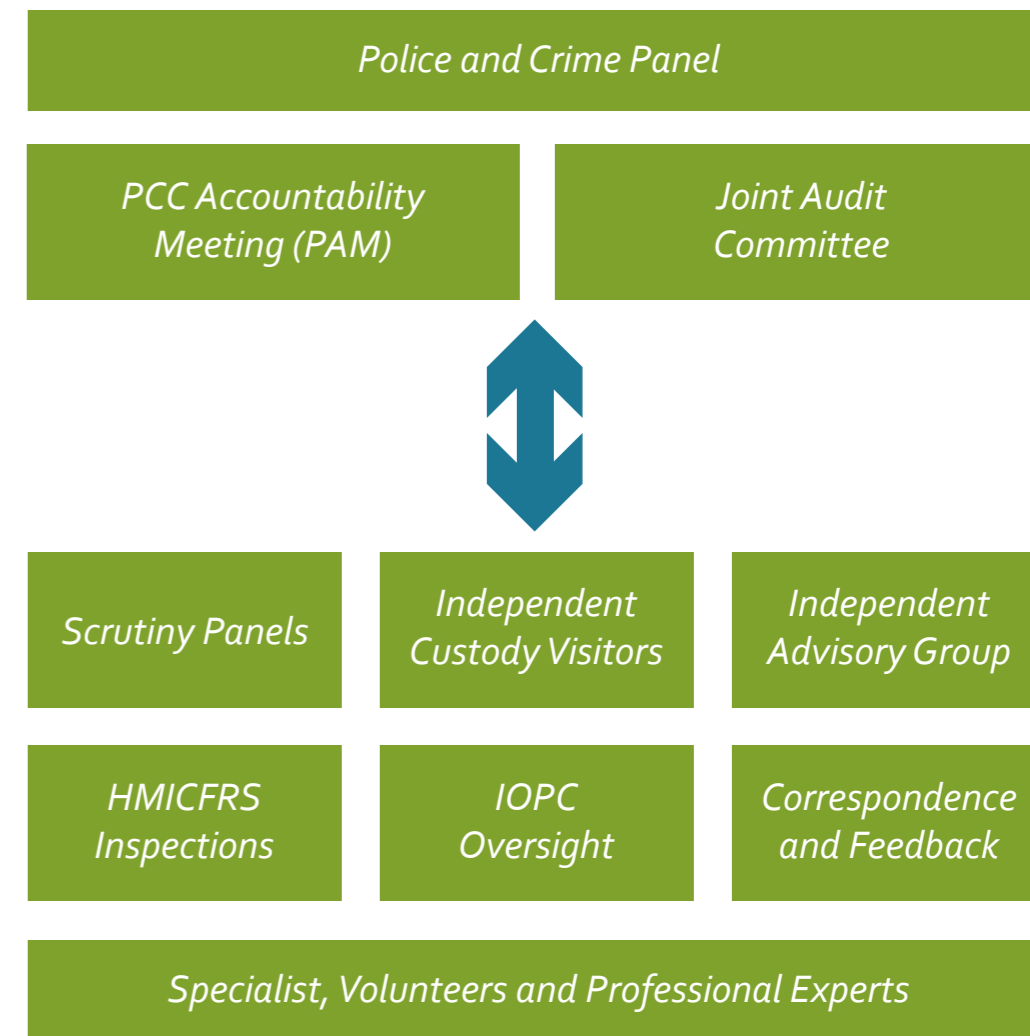 Police and Crime Panel
PCC Accountability
Meeting (PAM)
Joint Audit
Committee
Scrutiny Panels
Independent
Custody Visitors
Independent
Advisory Group
HMICFRS
Inspections
IOPC
Oversight
Correspondence
and Feedback
Specialist, Volunteers and Professional Experts